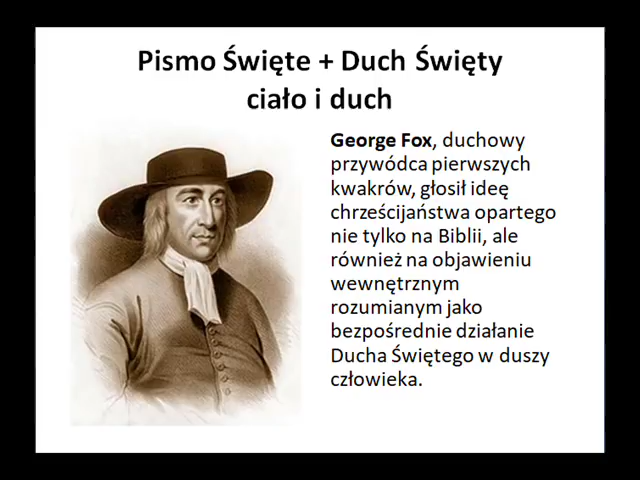 Pismo Święte + Duch Święty
ciało i duch
George Fox, duchowy
przywódca pierwszych
kwakrów, głosił ideę
chrześcijaństwa opartego
nie tylko na Biblii, ale
również na objawieniu
wewnętrznym
rozumianym jako
bezpośrednie działanie
Ducha Świętego w duszy
człowieka.